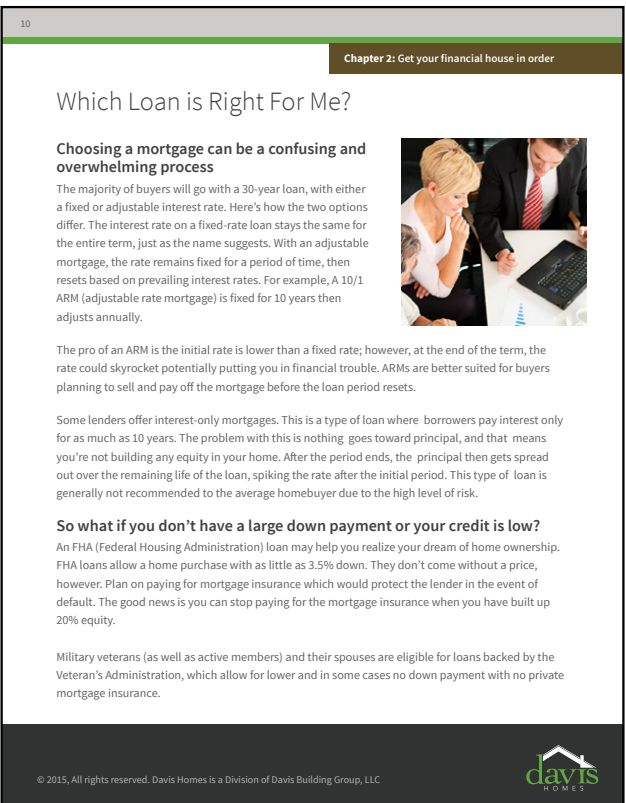 10
Chapter 2: Get your financial house in order
Which Loan is Right For Me?
Choosing a mortgage can be a confusing and
overwhelming process
The majority of buyers will go with a 30-year loan, with either
a fixed or adjustable interest rate. Here's how the two options
differ. The interest rate on a fixed-rate loan stays the same for
the entire term, just as the name suggests. With an adjustable
mortgage, the rate remains fixed for a period of time, then
resets based on prevailing interest rates. For example, A 10/1
ARM (adjustable rate mortgage) is fixed for 10 years then
adjusts annually.
The pro of an ARM is the initial rate is lower than a fixed rate; however, at the end of the term, the
rate could skyrocket potentially putting you in financial trouble. ARMs are better suited for buyers
planning to sell and pay off the mortgage before the loan period resets.
Some lenders offer interest-only mortgages. This is a type of loan where borrowers pay interest only
for as much as 10 years. The problem with this is nothing goes toward principal, and that means
you're not building any equity in your home. After the period ends, the principal then gets spread
out over the remaining life of the loan, spiking the rate after the initial period. This type of loan is
generally not recommended to the average homebuyer due to the high level of risk.
So what if you don't have a large down payment or your credit is low?
An FHA (Federal Housing Administration) loan may help you realize your dream of home ownership.
FHA loans allow a home purchase with as little as 3.5% down. They don't come without a price,
however. Plan on paying for mortgage insurance which would protect the lender in the event of
default. The good news is you can stop paying for the mortgage insurance when you have built up
20% equity.
Military veterans (as well as active members) and their spouses are eligible for loans backed by the
Veteran's Administration, which allow for lower and in some cases no down payment with no private
mortgage insurance.
© 2015, All rights reserved. Davis Homes is a Division of Davis Building Group, LLC
davis
HOMES